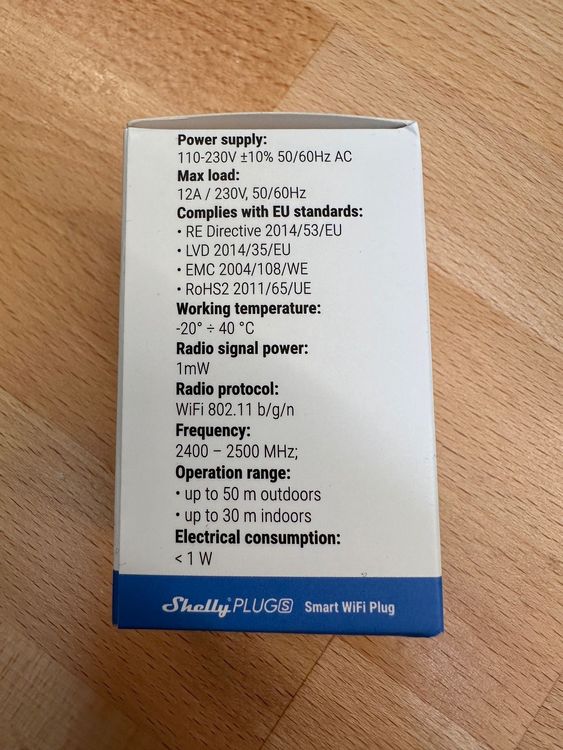 Power supply:
110-230V ±10% 50/60Hz AC
Max load:
12A / 230V, 50/60Hz
Complies with EU standards:
• RE Directive 2014/53/EU
• LVD 2014/35/EU
• EMC 2004/108/WE
• RoHS2 2011/65/UE
Working temperature:
-20° ÷ 40 °C
Radio signal power:
1mW
Radio protocol:
WiFi 802.11 b/g/n
Frequency:
2400 – 2500 MHz;
Operation range:
• up to 50 m outdoors
• up to 30 m indoors
Electrical consumption:
< 1 W
Shelly® PLUG S Smart WiFi Plug